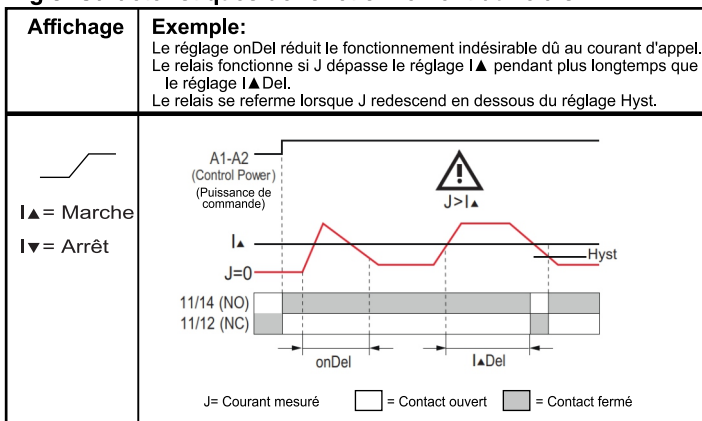 Affichage
Exemple:
Le réglage onDel réduit le fonctionnement indésirable dû au courant d'appel.
Le relais fonctionne si J dépasse le réglage I▲ pendant plus longtemps que
le réglage I▲Del.
Le relais se referme lorsque J redescend en dessous du réglage Hyst.
I▲= Marche
I▼= Arrêt
A1-A2
(Control Power)
(Puissance de
commande)
J>I▲
I▲
Hyst
J=0
11/14 (NO)
11/12 (NC)
onDel
I▲Del
J= Courant mesuré
= Contact ouvert
= Contact fermé